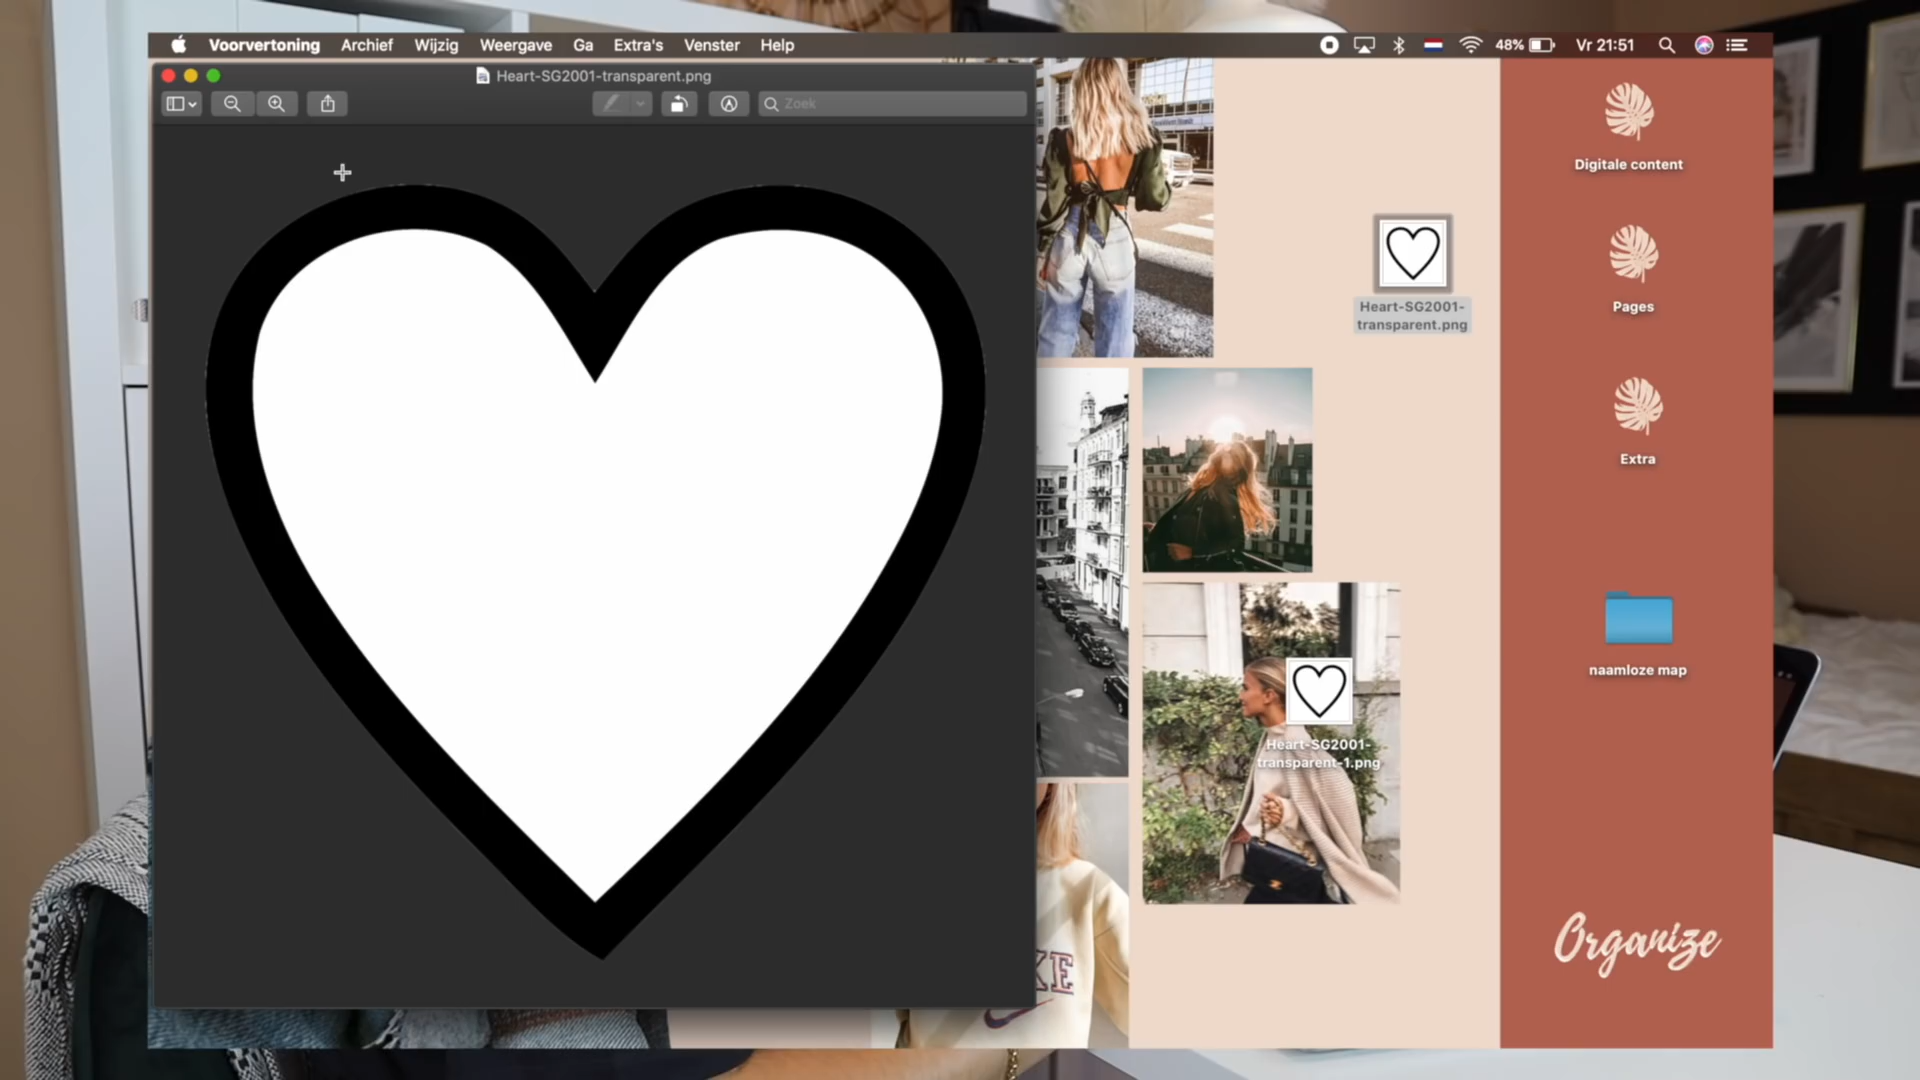 Voorvertoning Archief Wijzig Weergave Ga Extra's Venster Help 48% Vr 21:51
Heart-SG2001-transparent.png
Zoek
Digitale content
Heart-SG2001-
transparent.png
Pages
Extra
naamloze map
Heart-SG2001-
transparent-1.png
KE
Organize